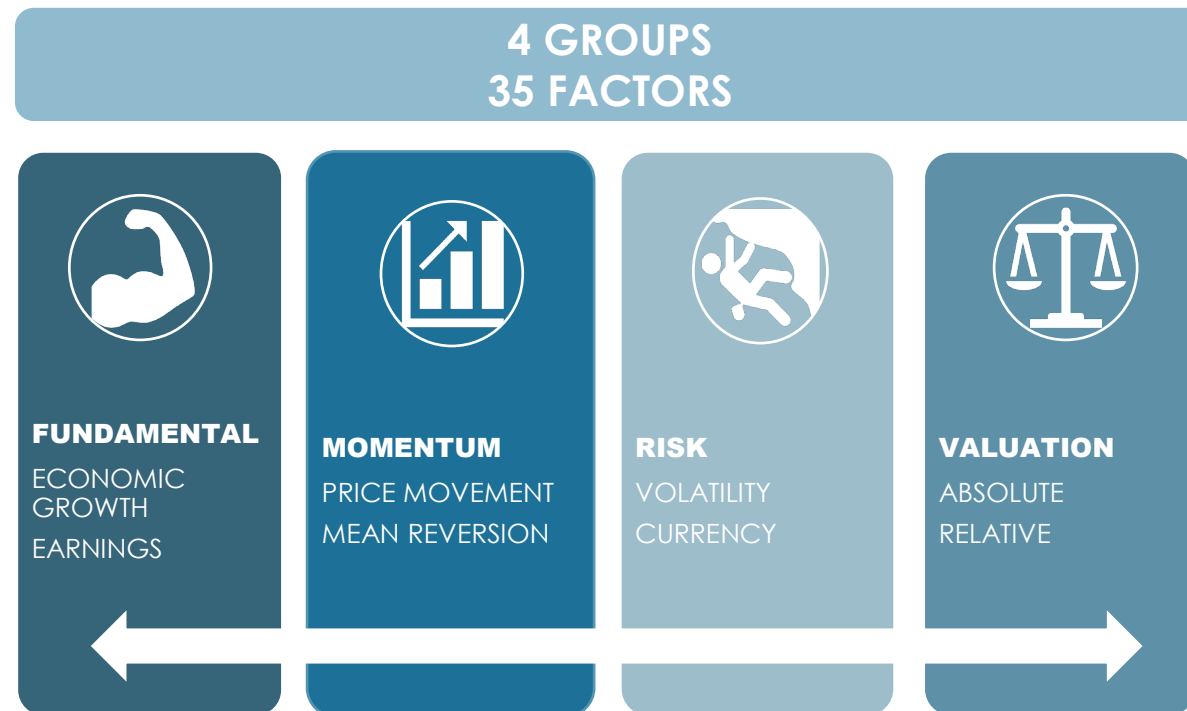 4 GROUPS
35 FACTORS
FUNDAMENTAL
ECONOMIC
GROWTH
EARNINGS
MOMENTUM
PRICE MOVEMENT
MEAN REVERSION
RISK
VOLATILITY
CURRENCY
VALUATION
ABSOLUTE
RELATIVE